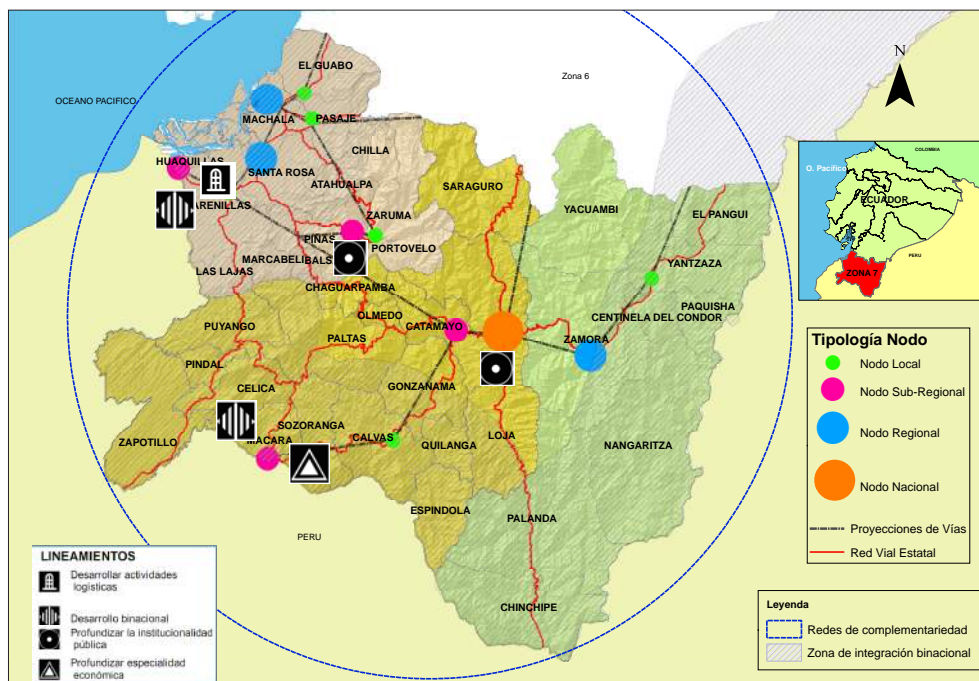 OCEANO PACIFICO
Zona 6
N
EL GUABO
MACHALA
PASAJE
CHILLA
HUAQUILLAS
SANTA ROSA
ATAHUALPA
ARENILLAS
ZARUMA
PIÑAS
PORTOVELO
MARCABELI
BALS
LAS LAJAS
CHAGUARPAMBA
SARAGURO
YACUAMBI
EL PANGUI
YANTZAZA
PAQUISHA
CENTINELA DEL CONDOR
ZAMORA
OLMEDO
CATAMAYO
PUYANGO
PALTAS
PINDAL
CELICA
GONZANAMA
SOZORANGA
ZAPOTILLO
MACARA
CALVAS
QUILANGA
LOJA
NANGARITZA
ESPINDOLA
PALANDA
CHINCHIPE
PERU
COLOMBIA
O. Pacífico
ECUADOR
PERU
ZONA 7
Tipología Nodo
Nodo Local
Nodo Sub-Regional
Nodo Regional
Nodo Nacional
Proyecciones de Vías
Red Vial Estatal
Leyenda
Redes de complementariedad
Zona de integración binacional
LINEAMIENTOS
Desarrollar actividades
logísticas
Desarrollo binacional
Profundizar la institucionalidad
pública
Profundizar especialidad
económica